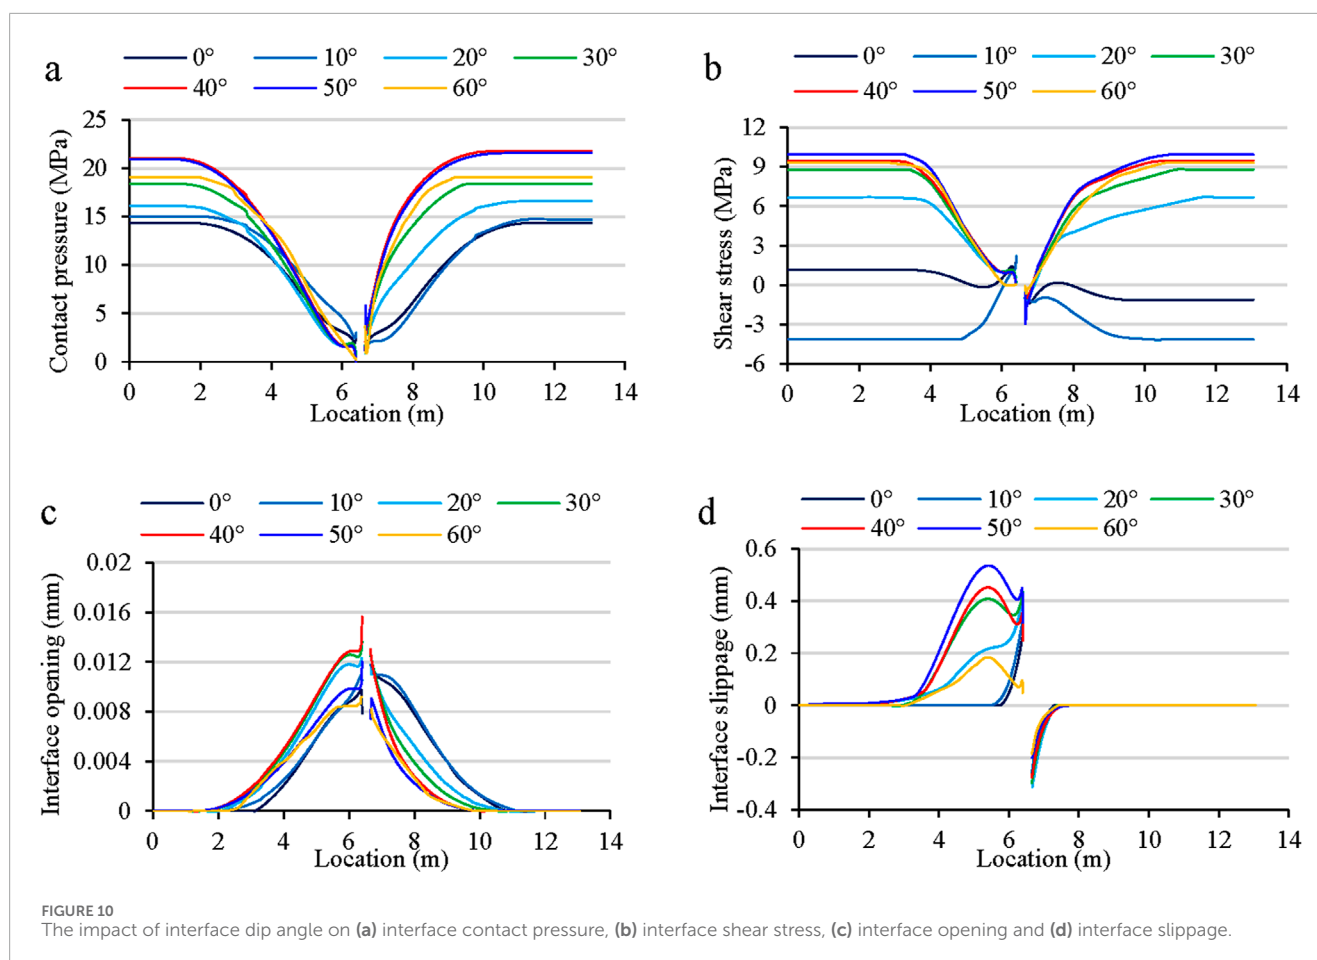 a
0° 10° 20° 30°
40° 50° 60°
Contact pressure (MPa)
25
20
15
10
5
0
0 2 4 6 8 10 12 14
Location (m)
b
0° 10° 20° 30°
40° 50° 60°
Shear stress (MPa)
12
9
6
3
0
-3
-6
0 2 4 6 8 10 12 14
Location (m)
c
0° 10° 20° 30°
40° 50° 60°
Interface opening (mm)
0.02
0.016
0.012
0.008
0.004
0
0 2 4 6 8 10 12 14
Location (m)
d
0° 10° 20° 30°
40° 50° 60°
Interface slippage (mm)
0.6
0.4
0.2
0
-0.2
-0.4
0 2 4 6 8 10 12 14
Location (m)
FIGURE 10
The impact of interface dip angle on (a) interface contact pressure, (b) interface shear stress, (c) interface opening and (d) interface slippage.